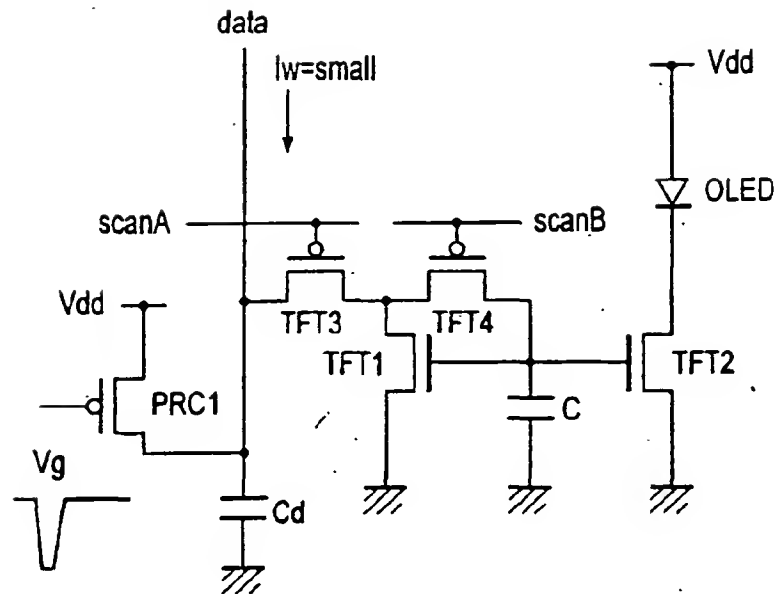 data
Iw=small
Vdd
OLED
scanA
scanB
Vdd
TFT3
TFT4
TFT1
TFT2
PRC1
C
Vg
Cd